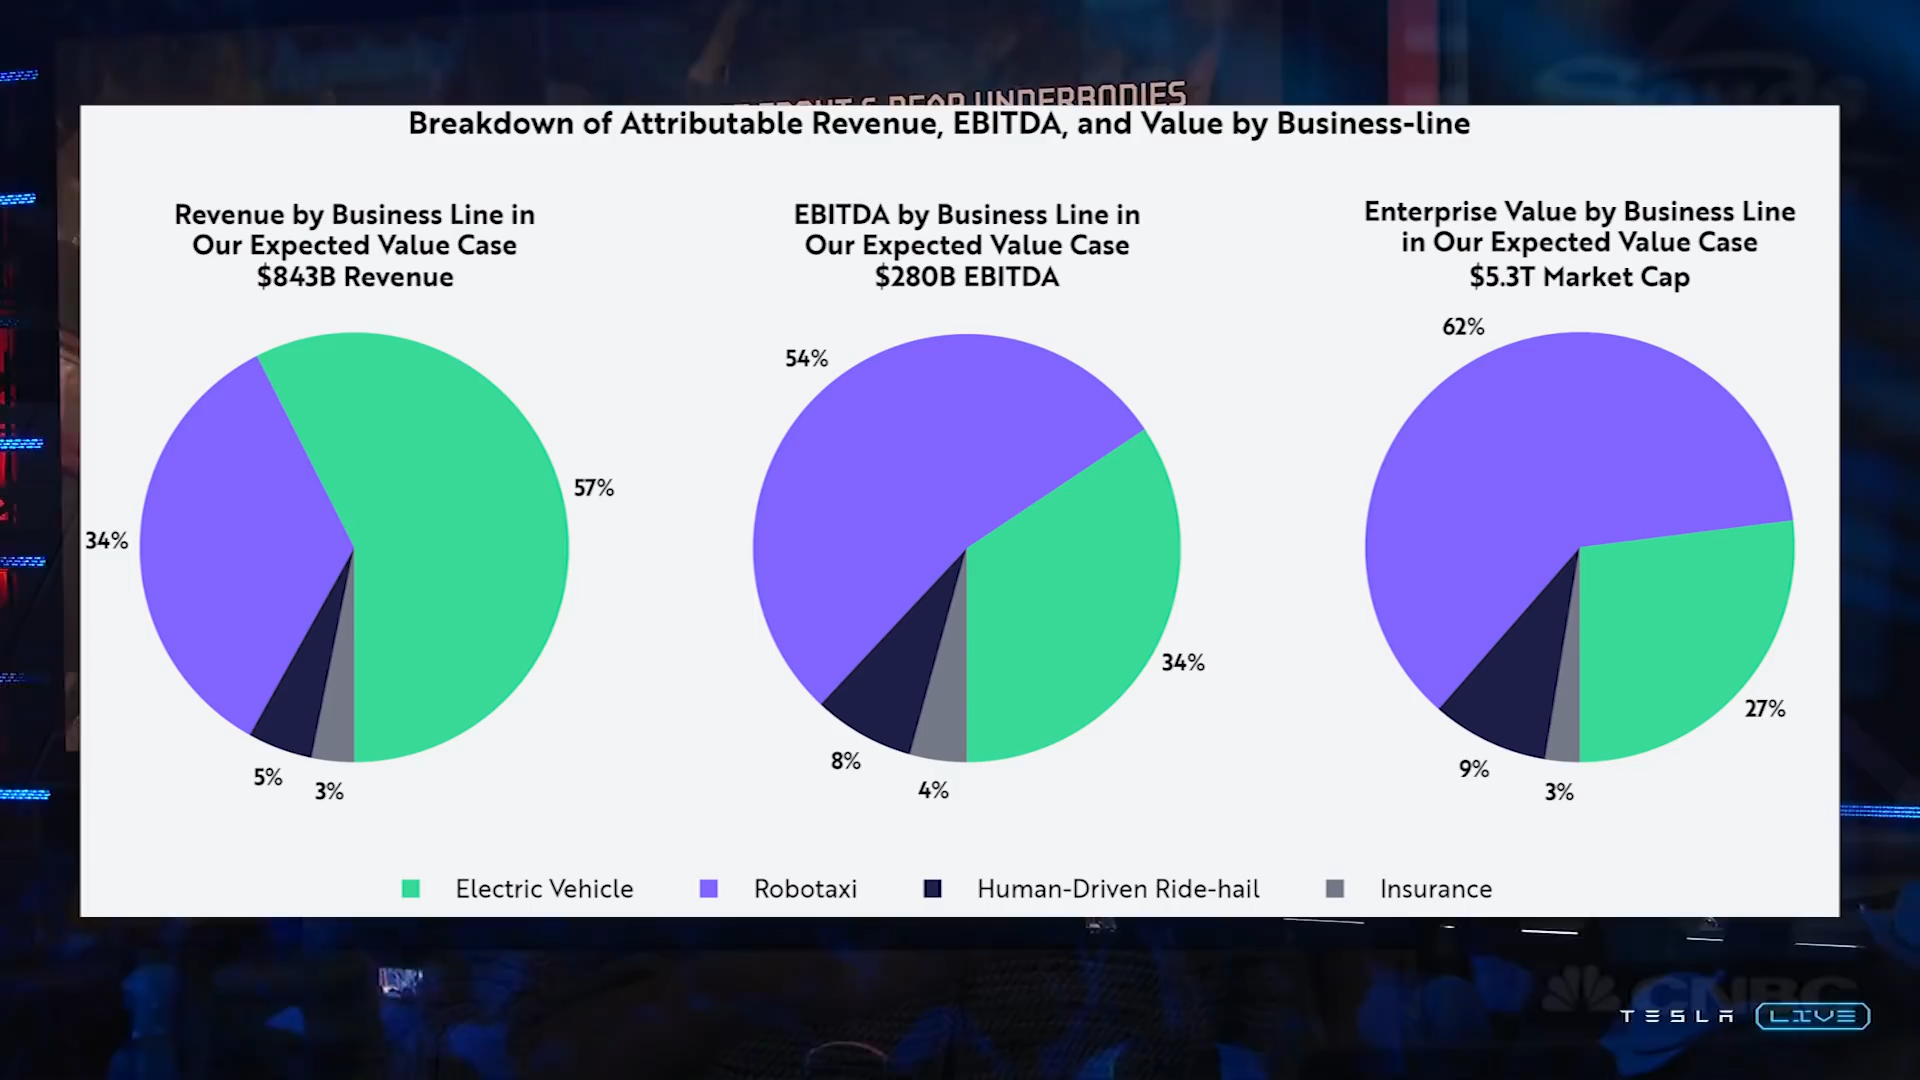 & REAR UNDERBODIES
Breakdown of Attributable Revenue, EBITDA, and Value by Business-line
Revenue by Business Line in
Our Expected Value Case
$843B Revenue
EBITDA by Business Line in
Our Expected Value Case
$280B EBITDA
Enterprise Value by Business Line
in Our Expected Value Case
$5.3T Market Cap
57%
34%
5%
3%
54%
34%
8%
4%
62%
27%
9%
3%
Electric Vehicle
Robotaxi
Human-Driven Ride-hail
Insurance
CNBC
TESLA LIVE